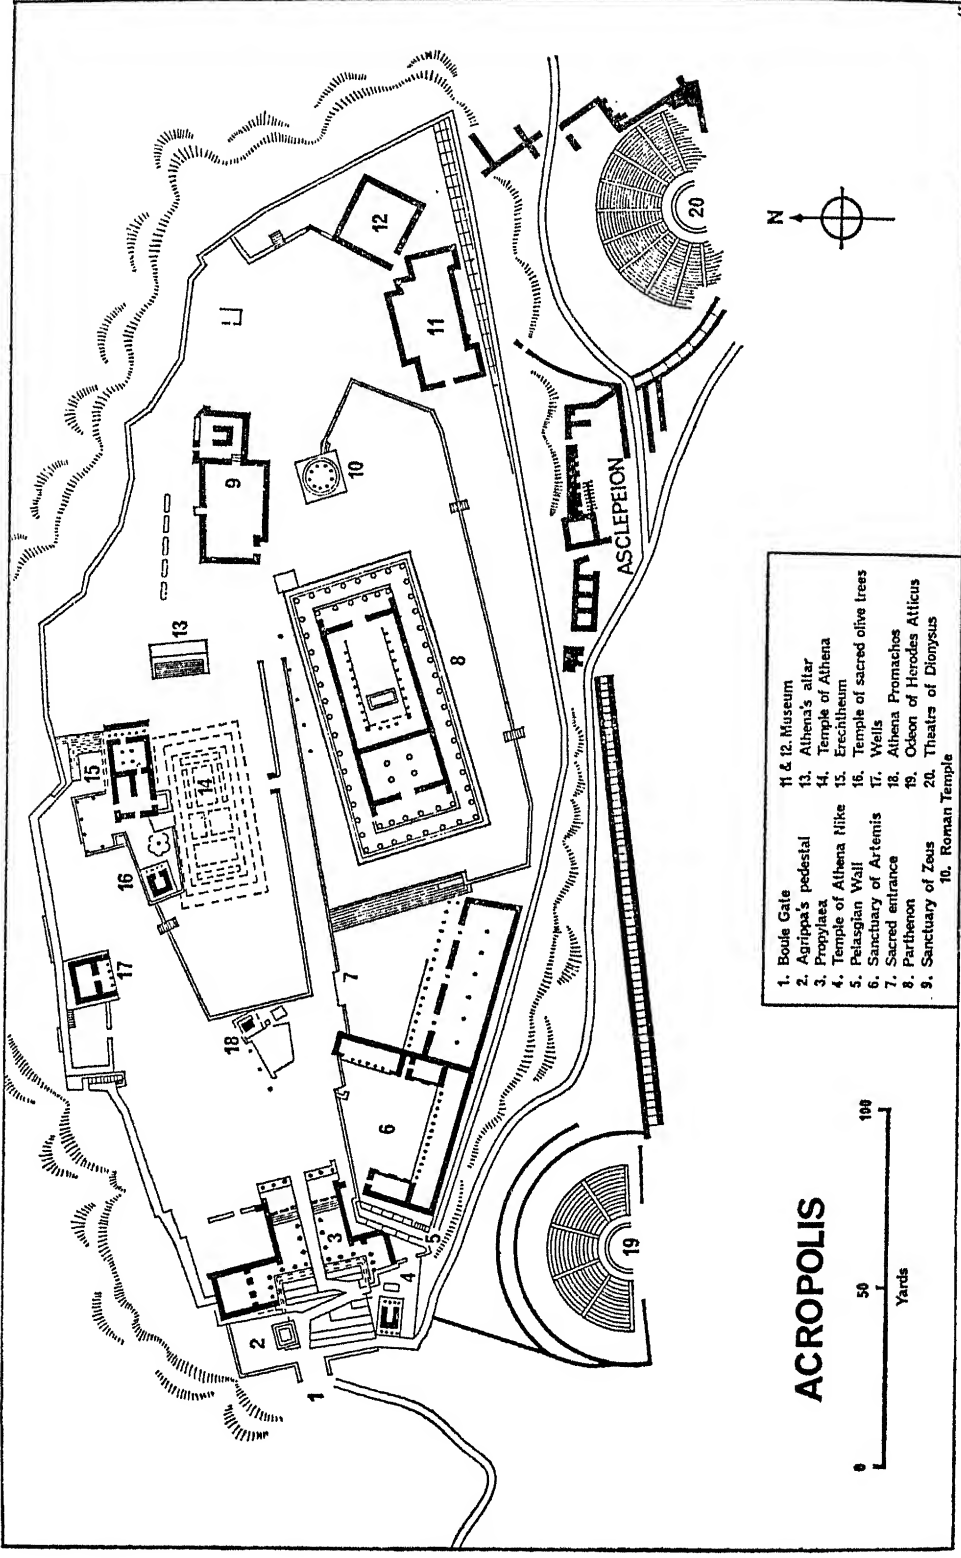 15
20
12
11
10
9
13
8
14
16
17
18
7
6
5
4
3
2
1
19
N
ASCLEPEION
ACROPOLIS
0 50 100
Yards
1. Boule Gate
2. Agrippa's pedestal
3. Propylaea
4. Temple of Athena Nike
5. Pelasgian Wall
6. Sanctuary of Artemis
7. Sacred entrance
8. Parthenon
9. Sanctuary of Zeus
10. Roman Temple
11 & 12. Museum
13. Athena's altar
14. Temple of Athena
15. Erechtheum
16. Temple of sacred olive trees
17. Wells
18. Athena Promachos
19. Odeon of Herodes Atticus
20. Theatre of Dionysus